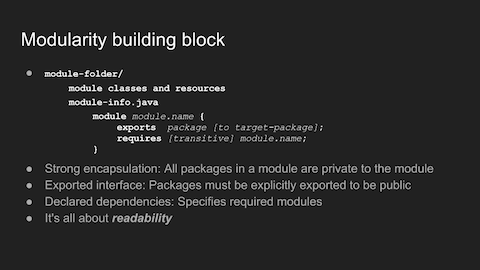 Modularity building block
● module-folder/
module classes and resources
module-info.java
module module.name {
exports package [to target-package];
requires [transitive] module.name;
}
● Strong encapsulation: All packages in a module are private to the module
● Exported interface: Packages must be explicitly exported to be public
● Declared dependencies: Specifies required modules
● It's all about readability